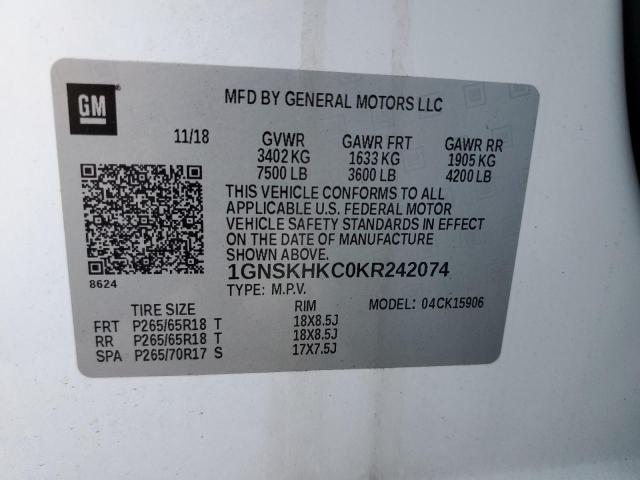 GM
MFD BY GENERAL MOTORS LLC
11/18 GVWR GAWR FRT GAWR RR
3402 KG 1633 KG 1905 KG
7500 LB 3600 LB 4200 LB
THIS VEHICLE CONFORMS TO ALL
APPLICABLE U.S. FEDERAL MOTOR
VEHICLE SAFETY STANDARDS IN EFFECT
ON THE DATE OF MANUFACTURE
SHOWN ABOVE.
8624 1GNSKHKC0KR242074
TYPE: M.P.V. MODEL: 04CK15906
TIRE SIZE RIM
FRT P265/65R18 T 18X8.5J
RR P265/65R18 T 18X8.5J
SPA P265/70R17 S 17X7.5J